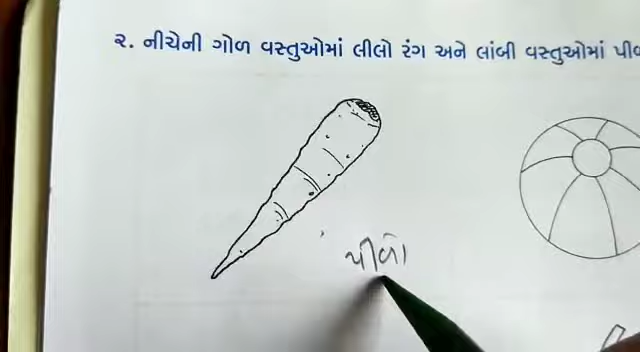 ૨. નીચેની ગોળ વસ્તુઓમાં લીલો રંગ અને લાંબી વસ્તુઓમાં
પીળો